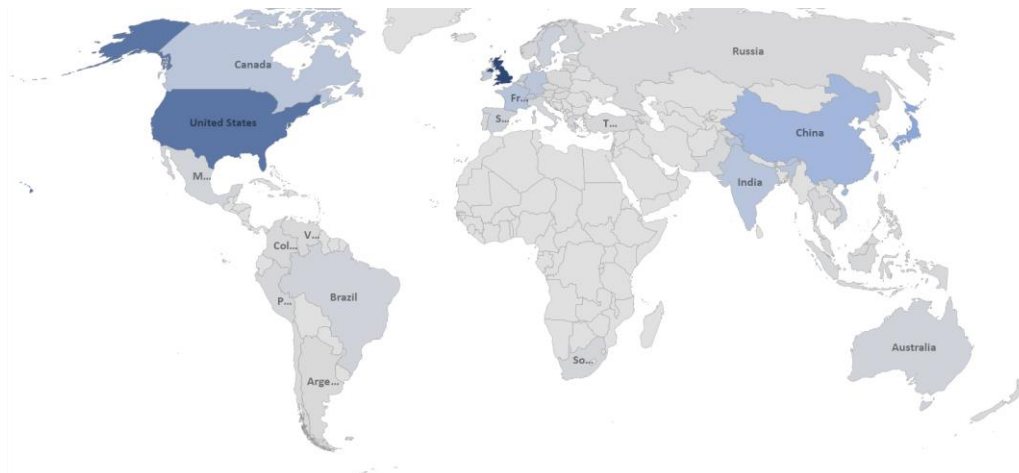 Russia
Canada
Fr...
S...
T...
United States
China
M...
India
V...
Col...
P...
Brazil
So...
Australia
Arge...